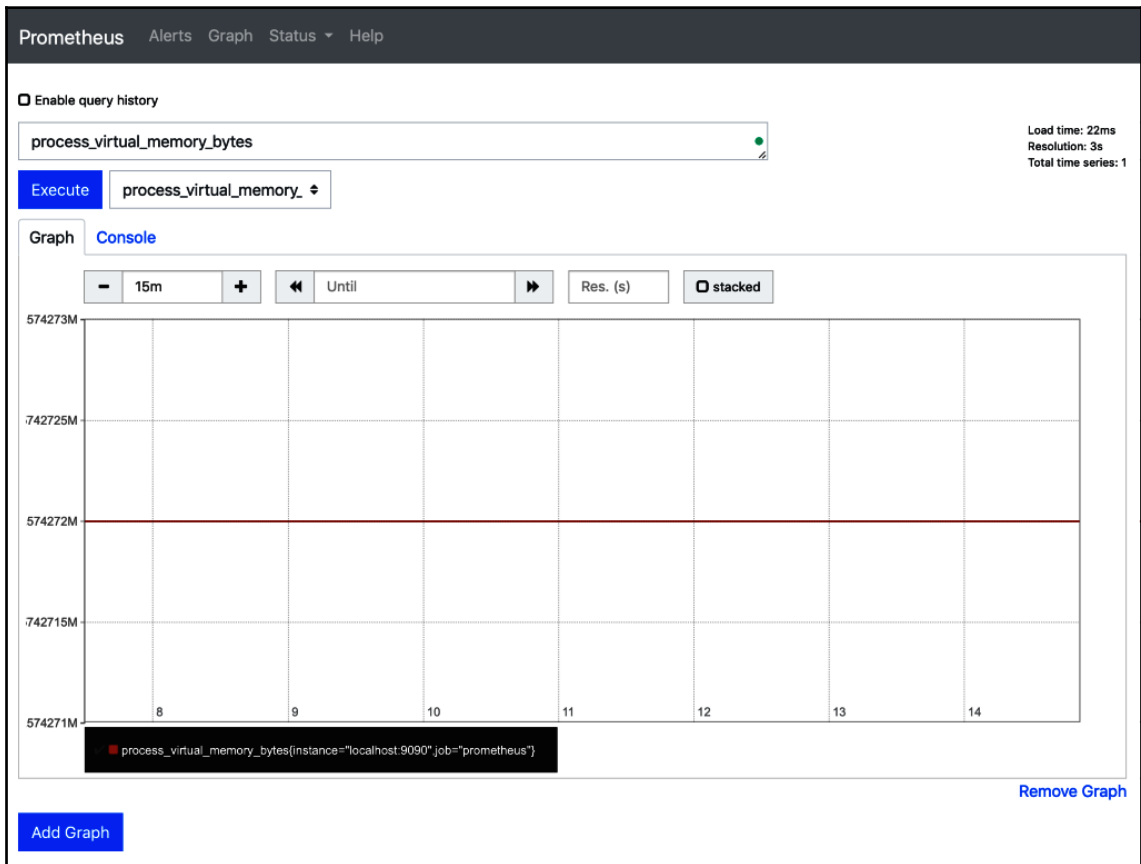 Prometheus Alerts Graph Status Help
Enable query history
process_virtual_memory_bytes
Load time: 22ms
Resolution: 3s
Total time series: 1
Execute process_virtual_memory_
Graph Console
15m Until Res. (s) stacked
574273M
742725M
574272M
742715M
574271M
8 9 10 11 12 13 14
process_virtual_memory_bytes{instance="localhost:9090",job="prometheus"}
Remove Graph
Add Graph